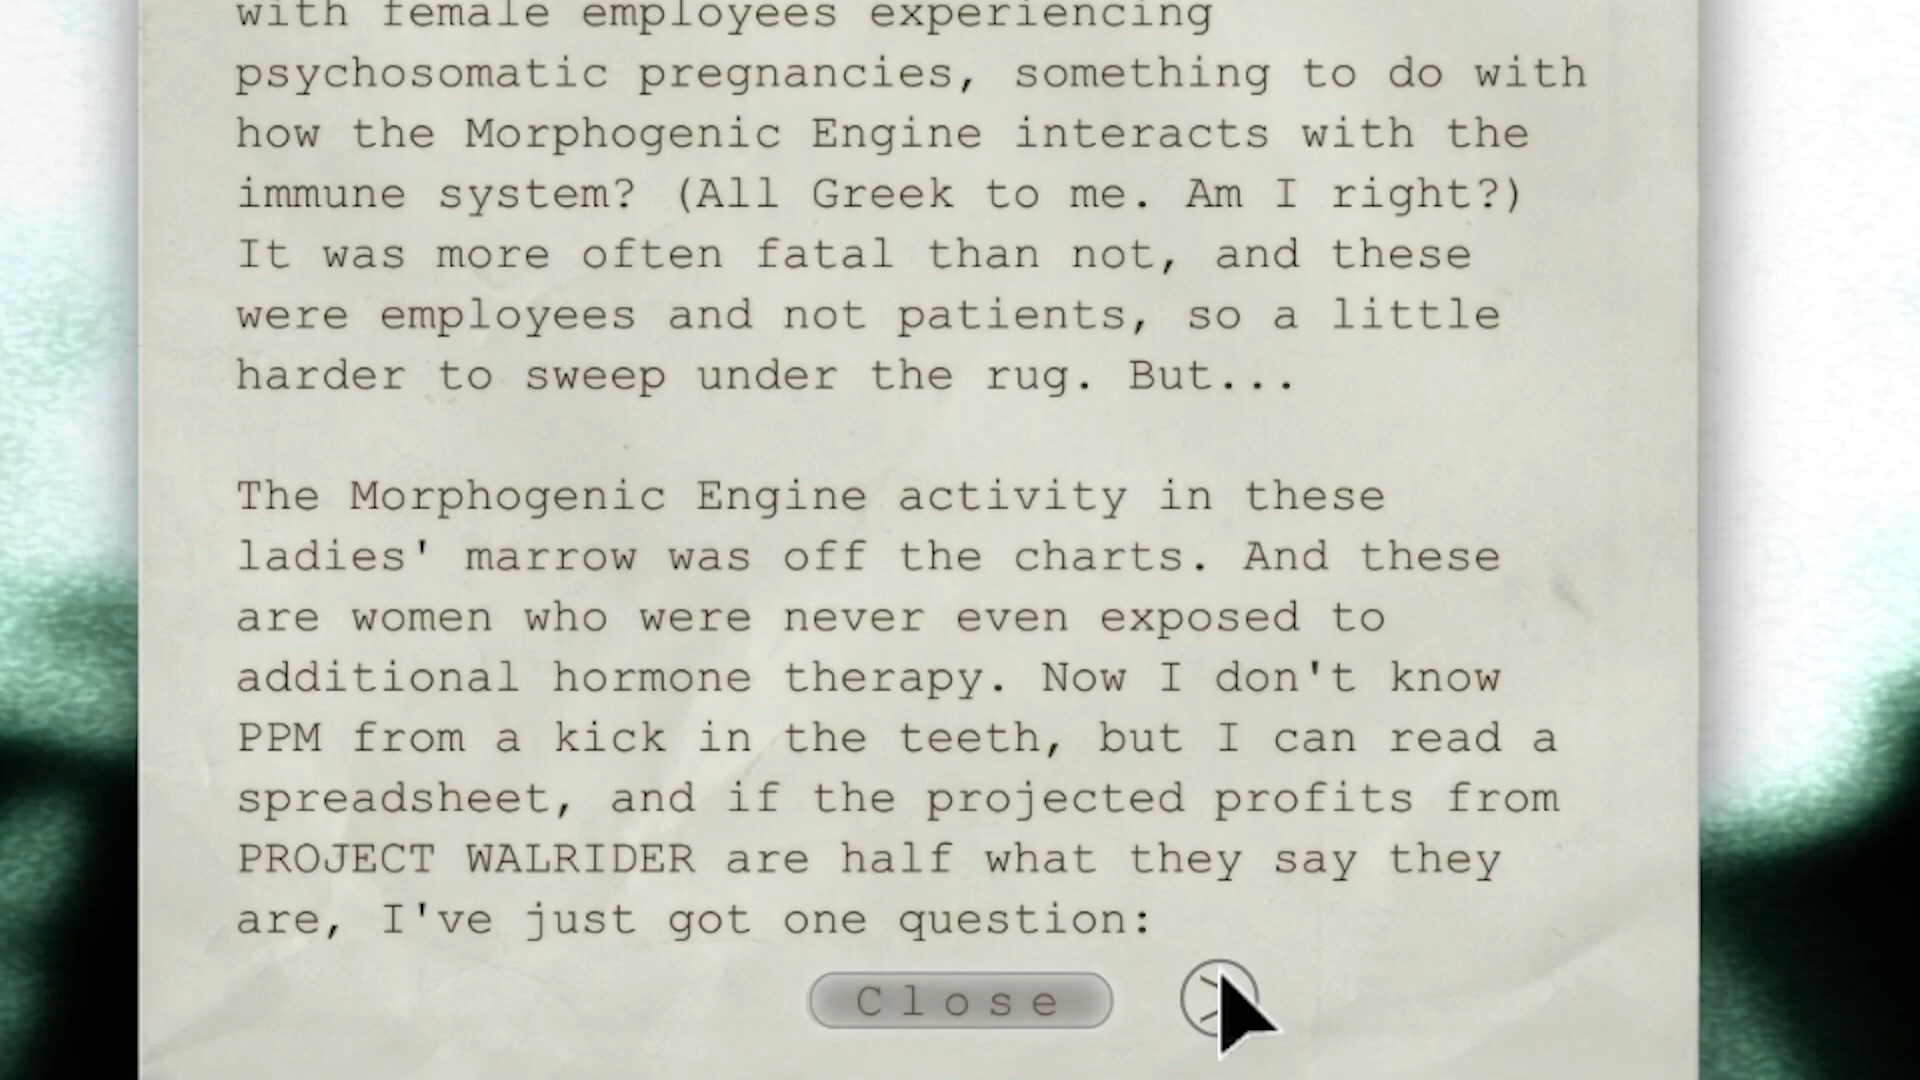 with female employees experiencing
psychosomatic pregnancies, something to do with
how the Morphogenic Engine interacts with the
immune system? (All Greek to me. Am I right?)
It was more often fatal than not, and these
were employees and not patients, so a little
harder to sweep under the rug. But...
The Morphogenic Engine activity in these
ladies' marrow was off the charts. And these
are women who were never even exposed to
additional hormone therapy. Now I don't know
PPM from a kick in the teeth, but I can read a
spreadsheet, and if the projected profits from
PROJECT WALRIDER are half what they say they
are, I've just got one question:
Close